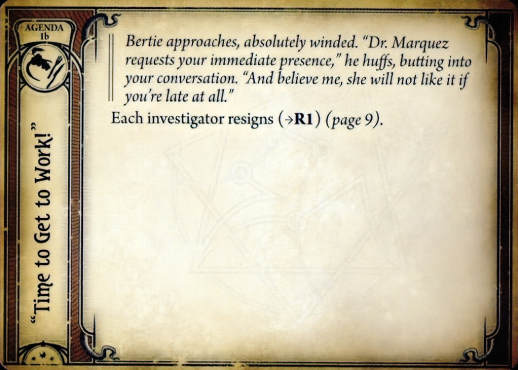 AGENDA
1b
"Time to Get to Work!"
Bertie approaches, absolutely winded. “Dr. Marquez
requests your immediate presence,” he huffs, butting into
your conversation. “And believe me, she will not like it if
you’re late at all.”
Each investigator resigns (→R1) (page 9).